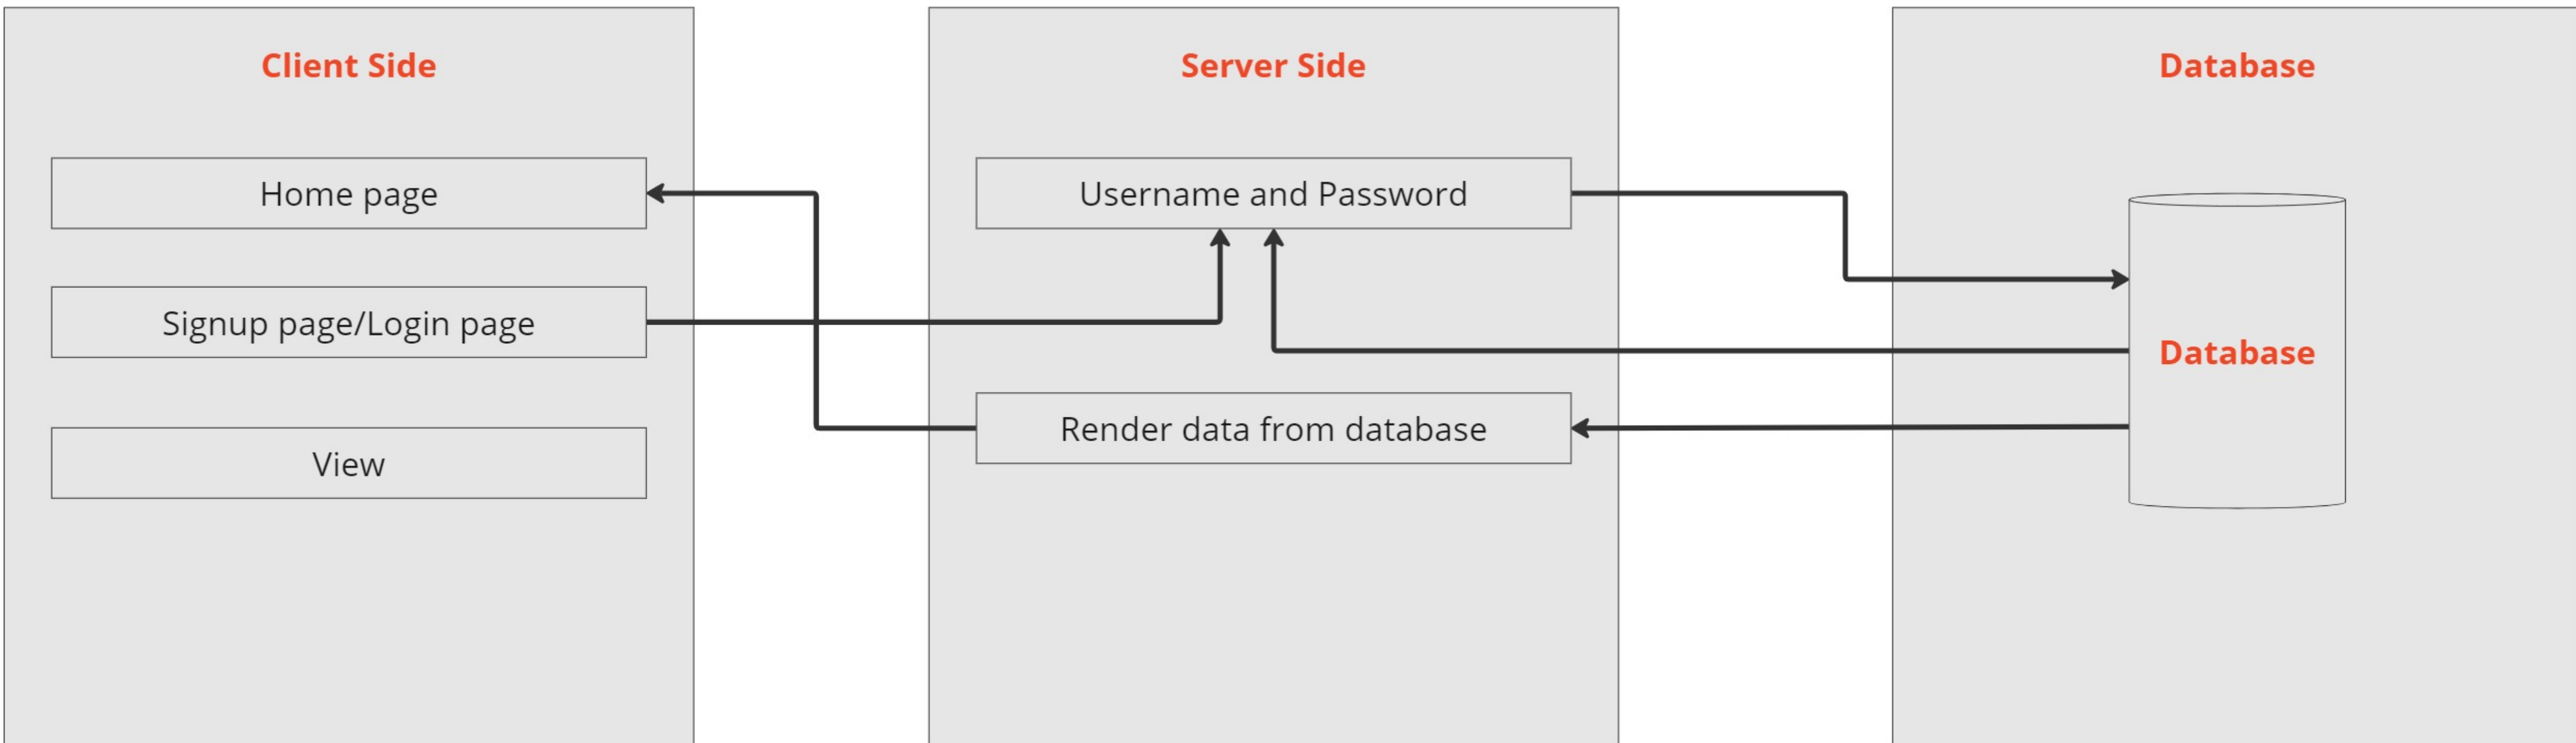 Client Side
Home page
Signup page/Login page
View
Server Side
Username and Password
Render data from database
Database
Database